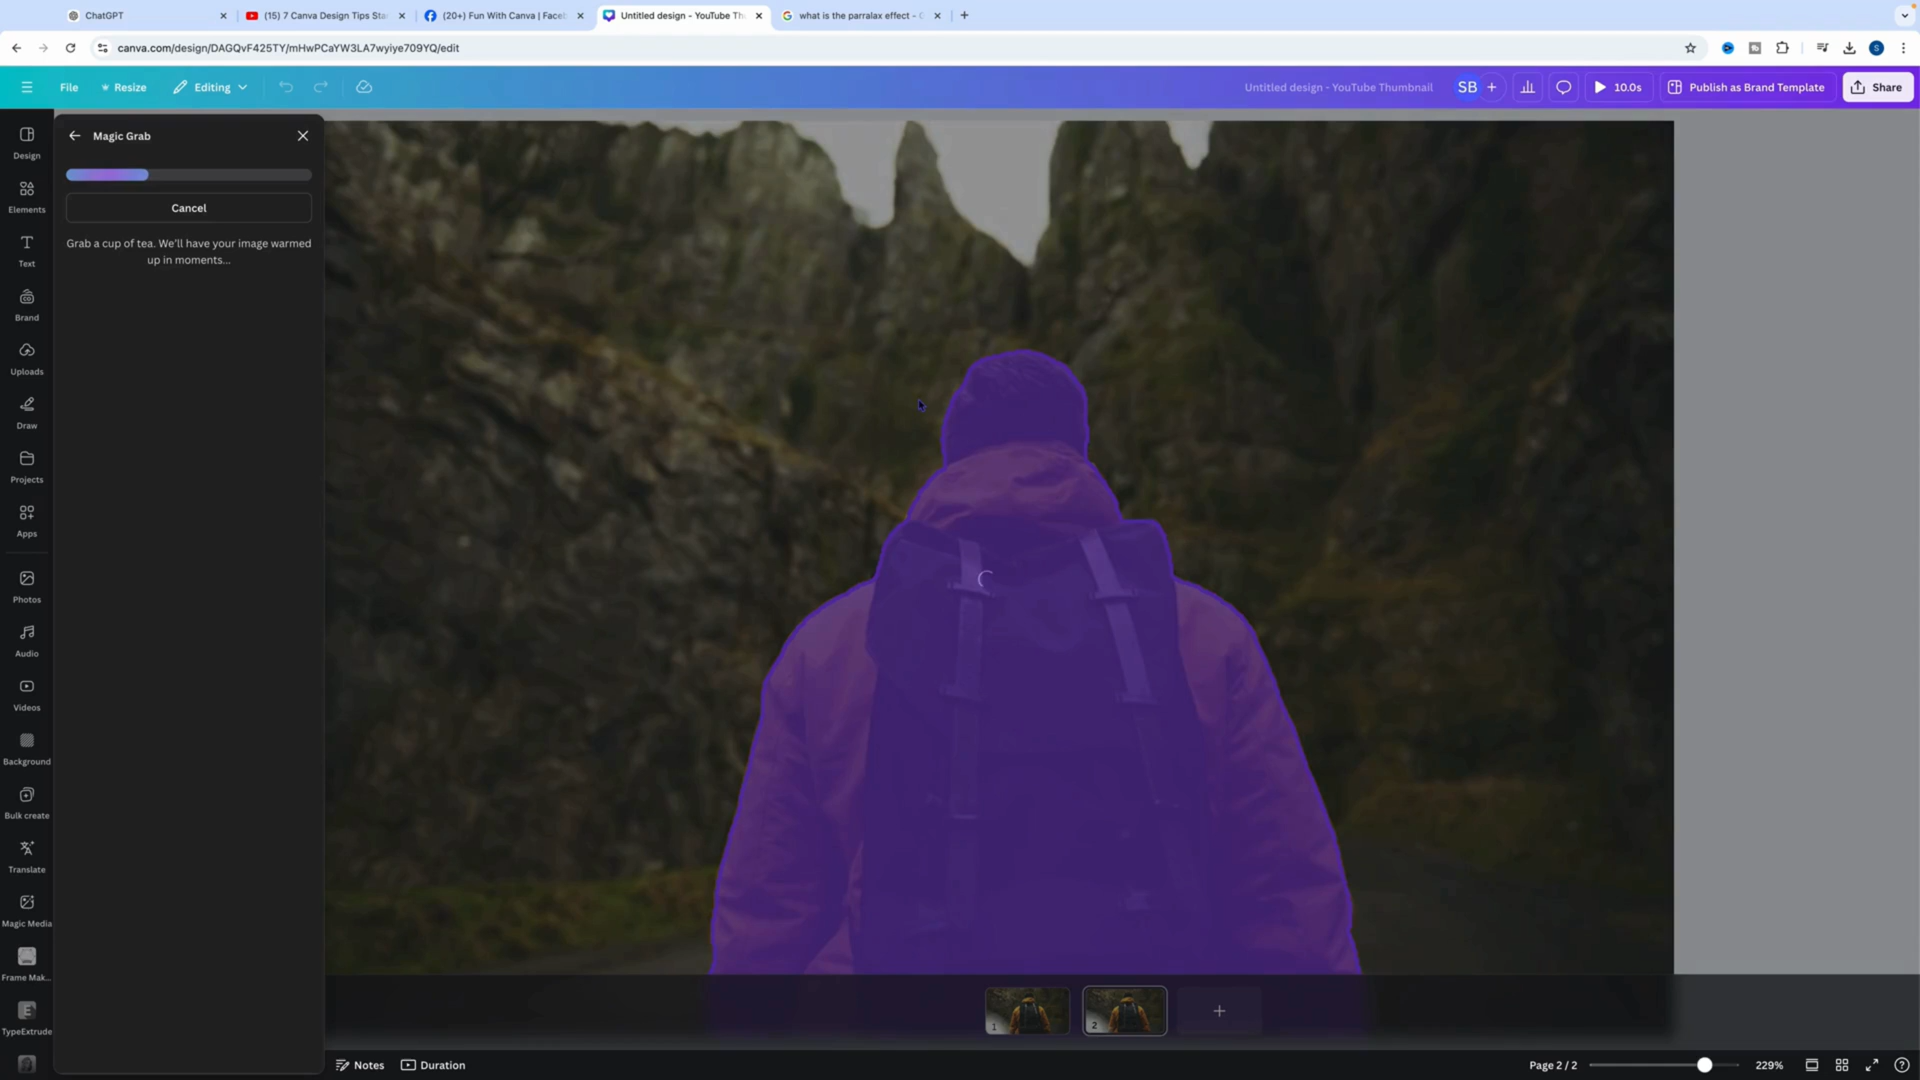 ChatGPT
(15) 7 Canva Design Tips Sta
(20+) Fun With Canva | Faceb
Untitled design - YouTube Th
what is the parralax effect - G
canva.com/design/DAGQvF425TY/mHwPCaYW3LA7wyiye709YQ/edit
S
File
Resize
Editing
Untitled design - YouTube Thumbnail
SB
10.0s
Publish as Brand Template
Share
Design
Elements
Text
Brand
Uploads
Draw
Projects
Apps
Photos
Audio
Videos
Background
Bulk create
Translate
Magic Media
Frame Mak...
TypeExtrude
Magic Grab
Cancel
Grab a cup of tea. We'll have your image warmed
up in moments...
1
2
Notes
Duration
Page 2 / 2
229%